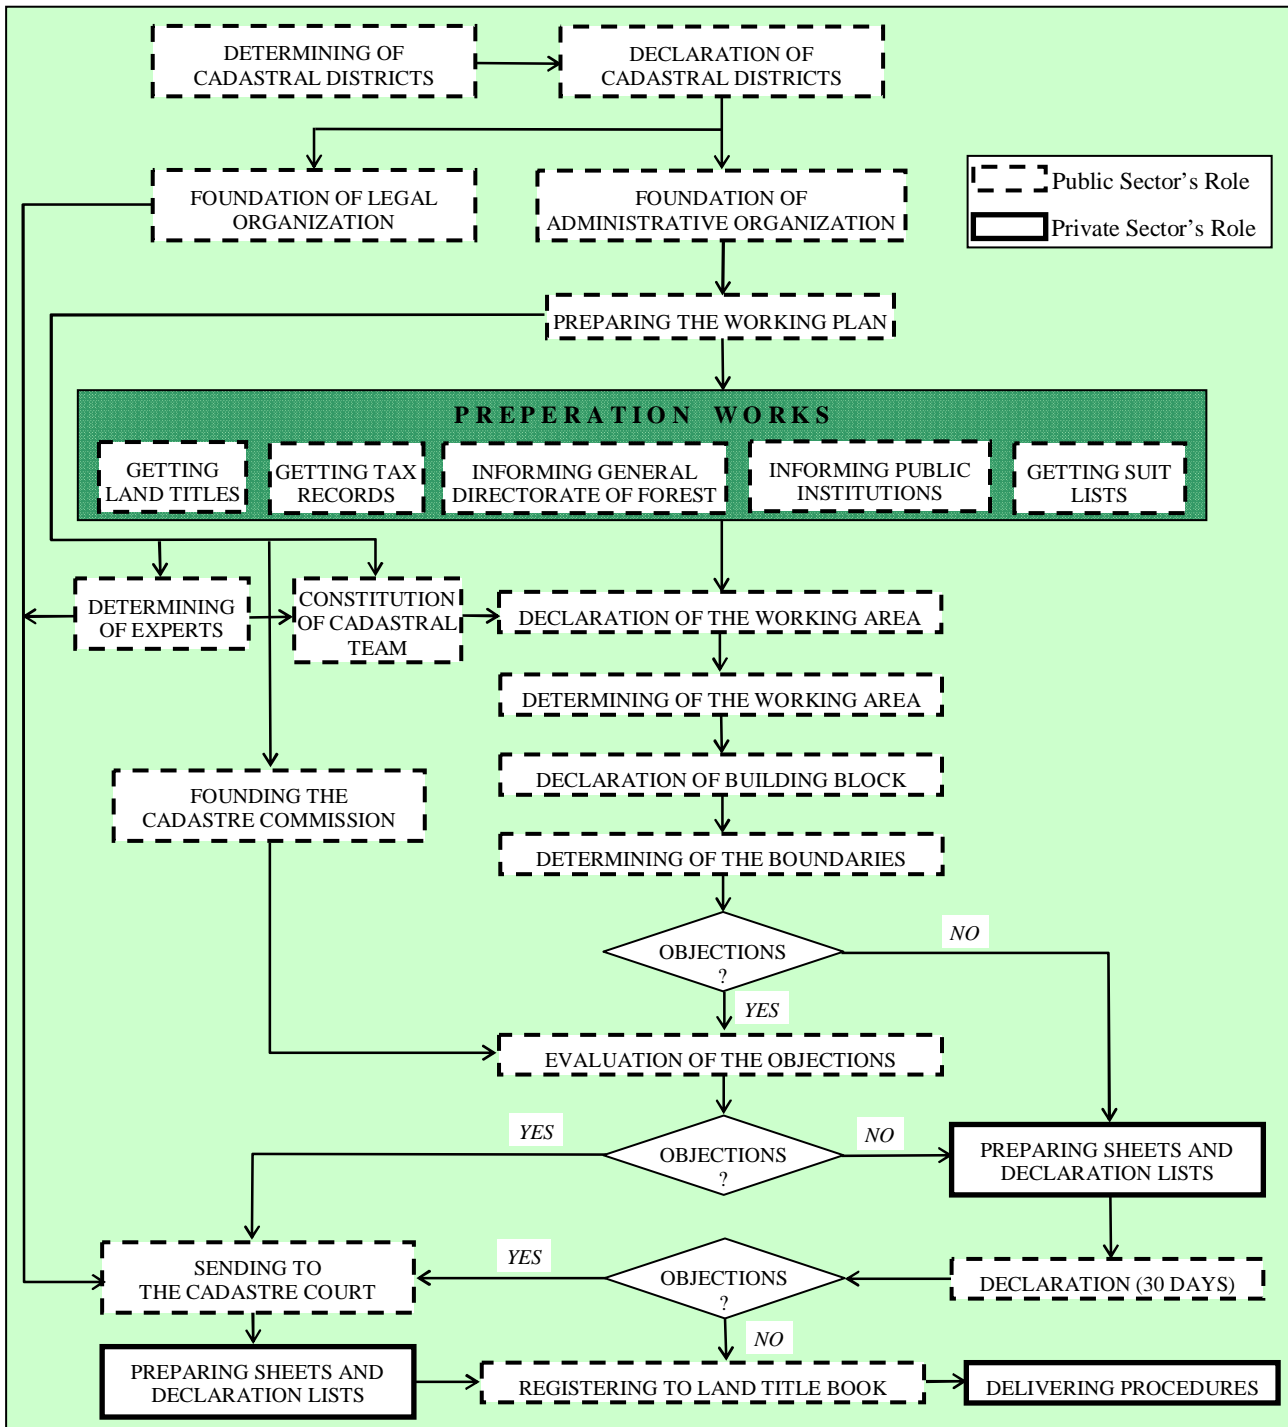 DETERMINING OF
CADASTRAL DISTRICTS
DECLARATION OF
CADASTRAL DISTRICTS
FOUNDATION OF LEGAL
ORGANIZATION
FOUNDATION OF
ADMINISTRATIVE ORGANIZATION
Public Sector's Role
Private Sector's Role
PREPARING THE WORKING PLAN
PREPERATION WORKS
GETTING
LAND TITLES
GETTING TAX
RECORDS
INFORMING GENERAL
DIRECTORATE OF FOREST
INFORMING PUBLIC
INSTITUTIONS
GETTING SUIT
LISTS
DETERMINING
OF EXPERTS
CONSTITUTION
OF CADASTRAL
TEAM
DECLARATION OF THE WORKING AREA
DETERMINING OF THE WORKING AREA
DECLARATION OF BUILDING BLOCK
FOUNDING THE
CADASTRE COMMISSION
DETERMINING OF THE BOUNDARIES
OBJECTIONS
?
NO
YES
EVALUATION OF THE OBJECTIONS
YES
OBJECTIONS
?
NO
PREPARING SHEETS AND
DECLARATION LISTS
SENDING TO
THE CADASTRE COURT
YES
OBJECTIONS
?
DECLARATION (30 DAYS)
NO
PREPARING SHEETS AND
DECLARATION LISTS
REGISTERING TO LAND TITLE BOOK
DELIVERING PROCEDURES